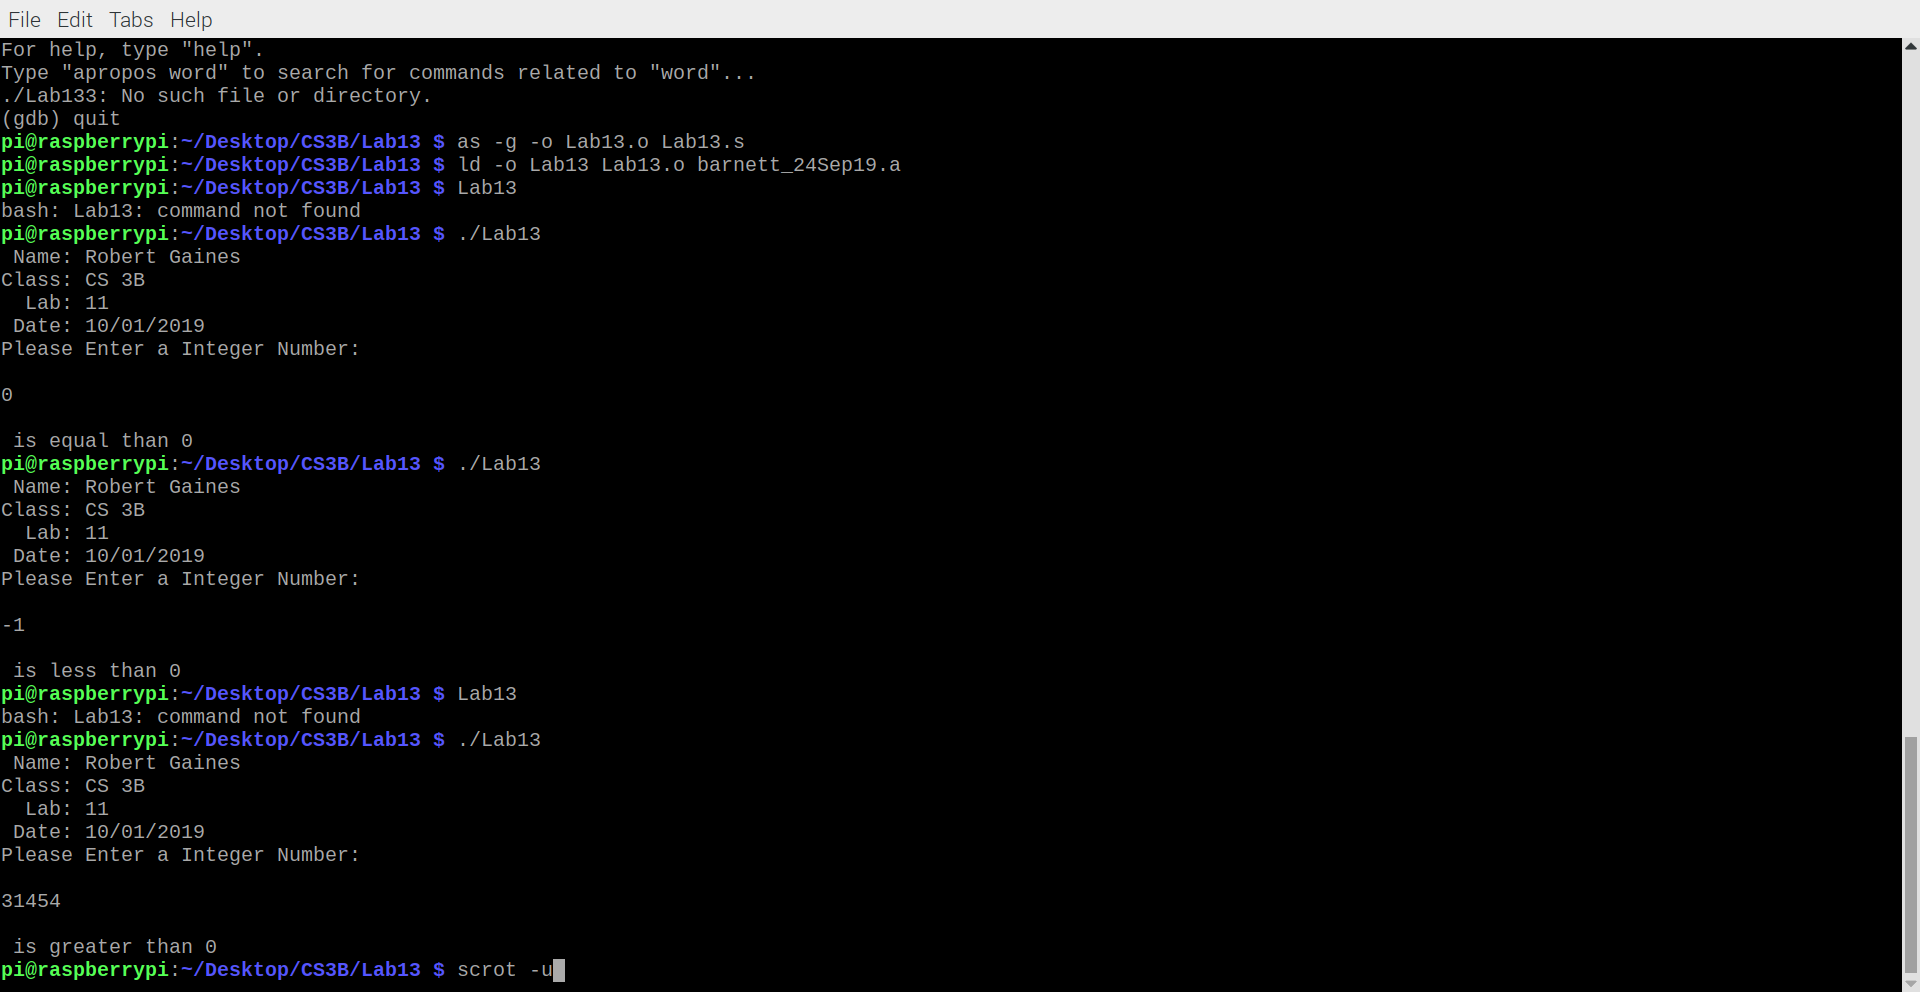 File Edit Tabs Help
For help, type "help".
Type "apropos word" to search for commands related to "word"...
./Lab133: No such file or directory.
(gdb) quit
pi@raspberrypi:~/Desktop/CS3B/Lab13 $ as -g -o Lab13.o Lab13.s
pi@raspberrypi:~/Desktop/CS3B/Lab13 $ ld -o Lab13 Lab13.o barnett_24Sep19.a
pi@raspberrypi:~/Desktop/CS3B/Lab13 $ Lab13
bash: Lab13: command not found
pi@raspberrypi:~/Desktop/CS3B/Lab13 $ ./Lab13
 Name: Robert Gaines
Class: CS 3B
  Lab: 11
 Date: 10/01/2019
Please Enter a Integer Number:
0
 is equal than 0
pi@raspberrypi:~/Desktop/CS3B/Lab13 $ ./Lab13
 Name: Robert Gaines
Class: CS 3B
  Lab: 11
 Date: 10/01/2019
Please Enter a Integer Number:
-1
 is less than 0
pi@raspberrypi:~/Desktop/CS3B/Lab13 $ Lab13
bash: Lab13: command not found
pi@raspberrypi:~/Desktop/CS3B/Lab13 $ ./Lab13
 Name: Robert Gaines
Class: CS 3B
  Lab: 11
 Date: 10/01/2019
Please Enter a Integer Number:
31454
 is greater than 0
pi@raspberrypi:~/Desktop/CS3B/Lab13 $ scrot -u